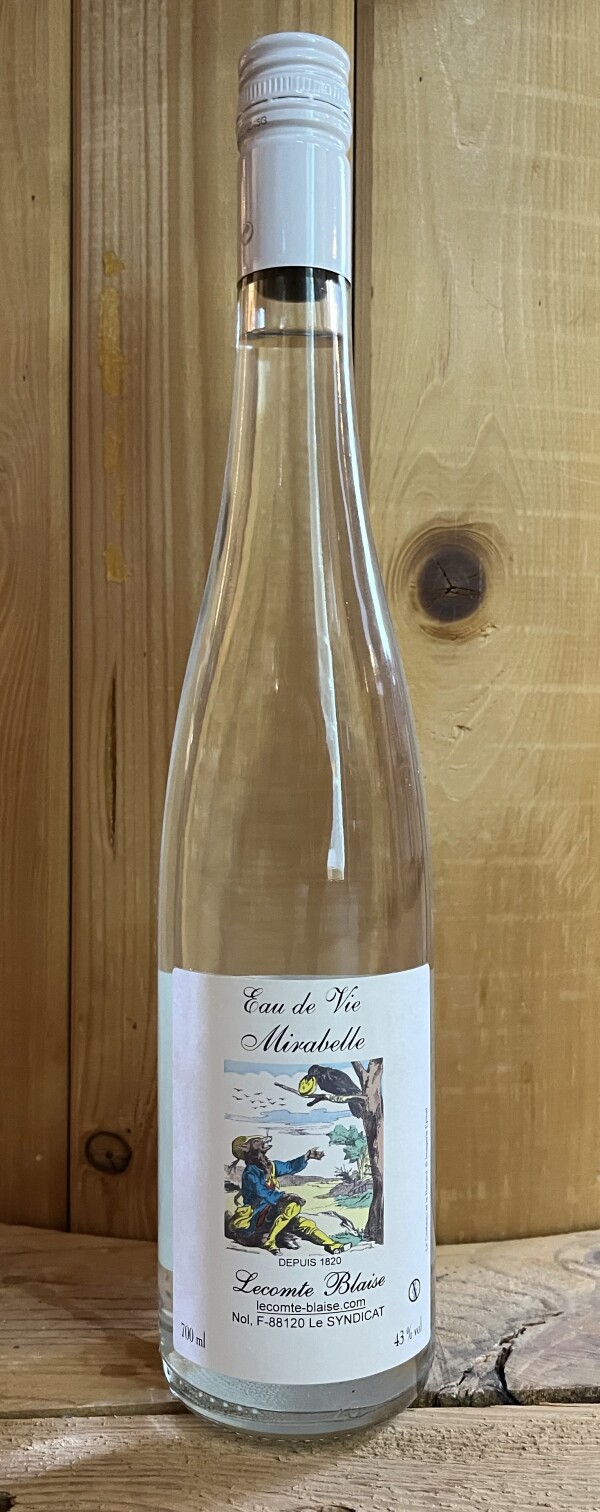 Eau de Vie
Mirabelle
DEPUIS 1820
Lecomte Blaise
lecomte-blaise.com
Nol, F-88120 Le SYNDICAT
700 ml
43 % vol